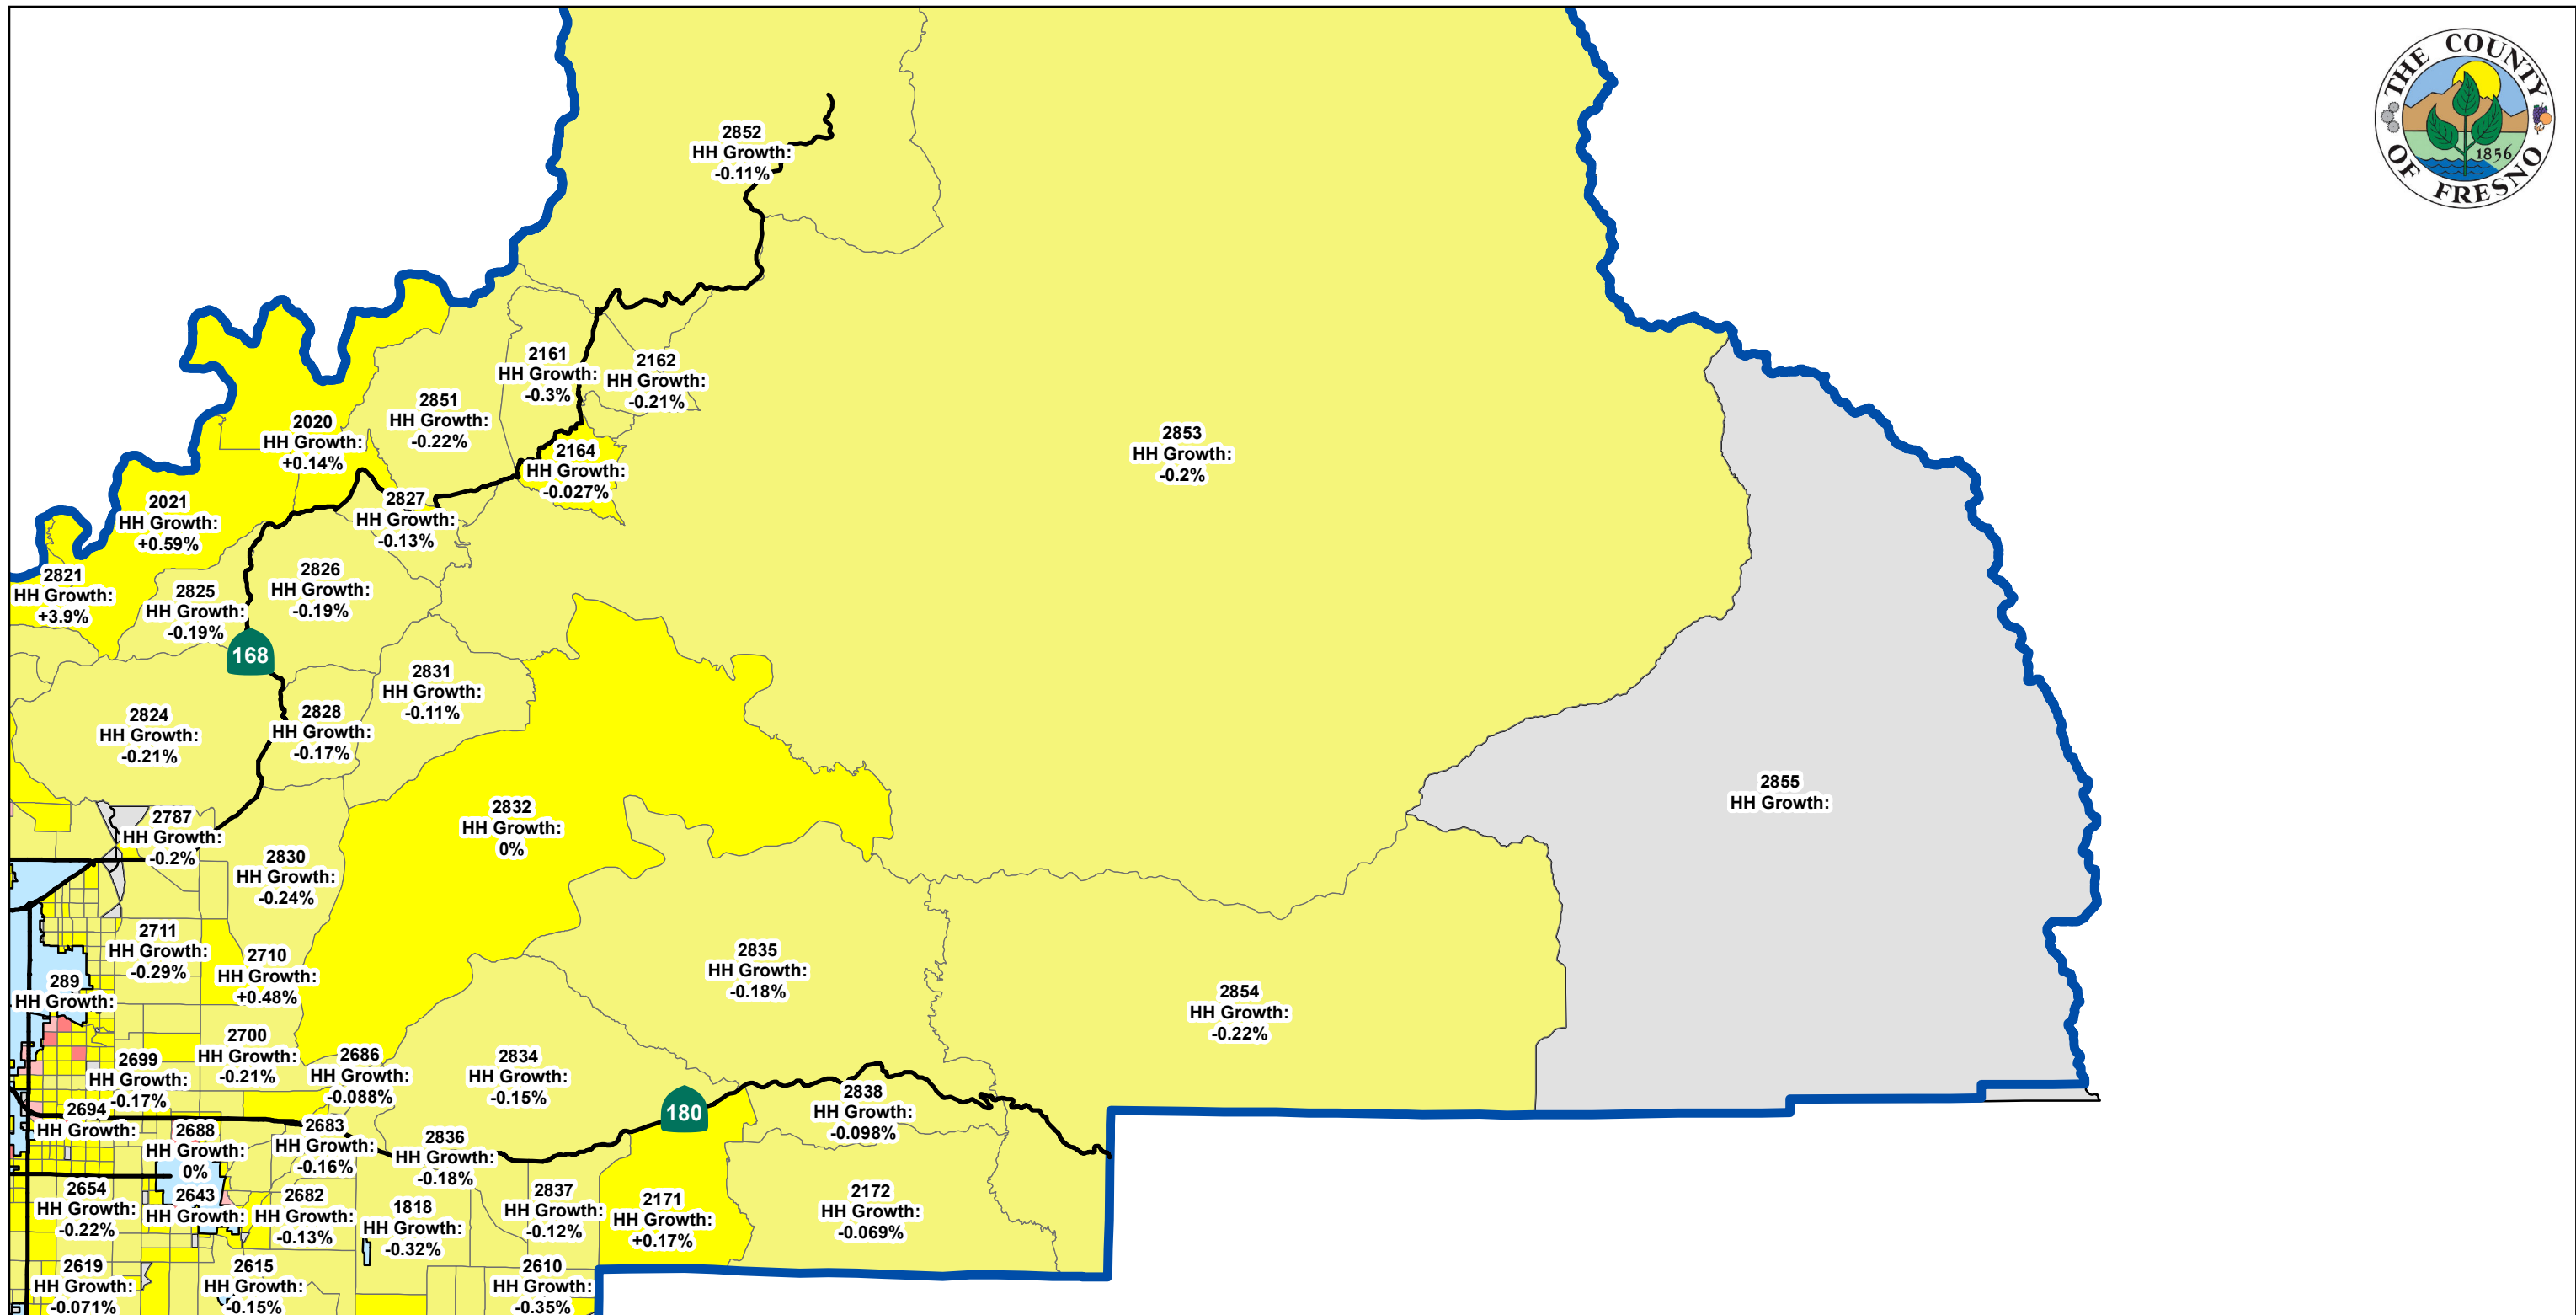 THE COUNTY
OF FRESNO
1856
2852
HH Growth:
-0.11%
2161
HH Growth:
-0.3%
2162
HH Growth:
-0.21%
2851
HH Growth:
-0.22%
2020
HH Growth:
+0.14%
2164
HH Growth:
-0.027%
2853
HH Growth:
-0.2%
2021
HH Growth:
+0.59%
2827
HH Growth:
-0.13%
2821
HH Growth:
+3.9%
2825
HH Growth:
-0.19%
2826
HH Growth:
-0.19%
168
2831
HH Growth:
-0.11%
2824
HH Growth:
-0.21%
2828
HH Growth:
-0.17%
2855
HH Growth:
2832
HH Growth:
0%
2787
HH Growth:
-0.2%
2830
HH Growth:
-0.24%
2711
HH Growth:
-0.29%
2710
HH Growth:
+0.48%
2835
HH Growth:
-0.18%
289
HH Growth:
2854
HH Growth:
-0.22%
2700
HH Growth:
-0.21%
2699
HH Growth:
-0.17%
2686
HH Growth:
-0.088%
2834
HH Growth:
-0.15%
180
2838
HH Growth:
-0.098%
2694
HH Growth:
2688
HH Growth:
0%
2683
HH Growth:
-0.16%
2836
HH Growth:
-0.18%
2654
HH Growth:
-0.22%
2643
HH Growth:
2682
HH Growth:
-0.13%
1818
HH Growth:
-0.32%
2837
HH Growth:
-0.12%
2171
HH Growth:
+0.17%
2172
HH Growth:
-0.069%
2619
HH Growth:
-0.071%
2615
HH Growth:
-0.15%
2610
HH Growth:
-0.35%